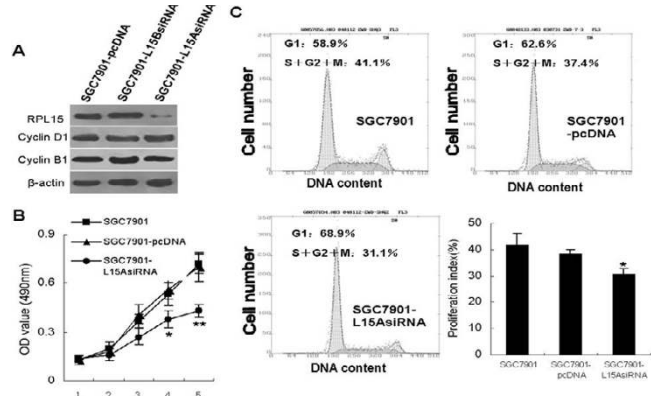 A
SGC7901-pcDNA
SGC7901-L15BsiRNA
SGC7901-L15AsiRNA
RPL15
Cyclin D1
Cyclin B1
β-actin
B
SGC7901
SGC7901-pcDNA
SGC7901-
L15AsiRNA
OD value (490nm)
0.9
0.6
0.3
0.0
*
**
1 2 3 4 5
C
G1: 58.9%
S+G2+M: 41.1%
SGC7901
Cell number
DNA content
G1: 62.6%
S+G2+M: 37.4%
SGC7901
-pcDNA
Cell number
DNA content
G1: 68.9%
S+G2+M: 31.1%
SGC7901-
L15AsiRNA
Cell number
DNA content
Proliferation index(%)
50
40
30
20
10
0
*
SGC7901
SGC7901-
pcDNA
SGC7901-
L15AsiRNA